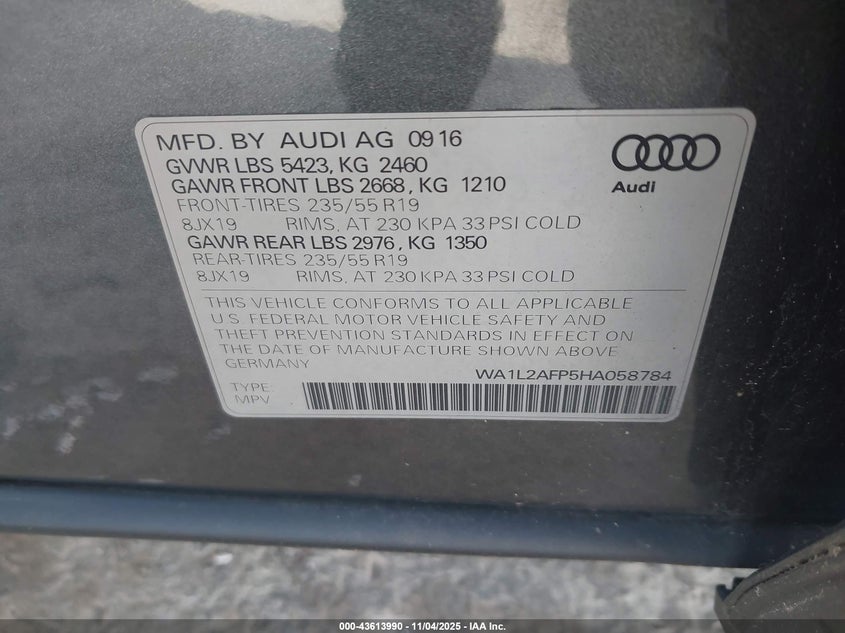 MFD. BY AUDI AG 09 16
GVWR LBS 5423, KG 2460
GAWR FRONT LBS 2668, KG 1210
FRONT-TIRES 235/55 R19
8JX19 RIMS, AT 230 KPA 33 PSI COLD
GAWR REAR LBS 2976, KG 1350
REAR-TIRES 235/55 R19
8JX19 RIMS, AT 230 KPA 33 PSI COLD
Audi
THIS VEHICLE CONFORMS TO ALL APPLICABLE
U.S. FEDERAL MOTOR VEHICLE SAFETY AND
THEFT PREVENTION STANDARDS IN EFFECT ON
THE DATE OF MANUFACTURE SHOWN ABOVE
GERMANY WA1L2AFP5HA058784
TYPE:
MPV
000-43613990 - 11/04/2025 - IAA Inc.